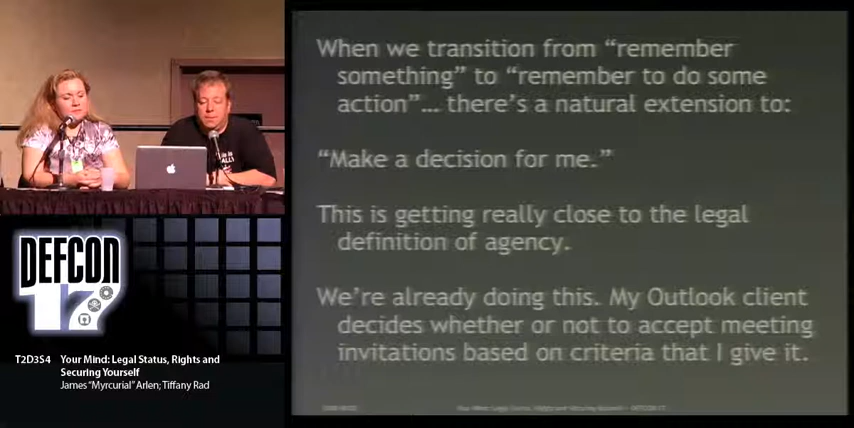 When we transition from “remember
something” to “remember to do some
action”… there’s a natural extension to:
“Make a decision for me.”
This is getting really close to the legal
definition of agency.
We’re already doing this. My Outlook client
decides whether or not to accept meeting
invitations based on criteria that I give it.
DEFCON
17
T2D3S4
Your Mind: Legal Status, Rights and
Securing Yourself
James “Myrcurial” Arlen; Tiffany Rad